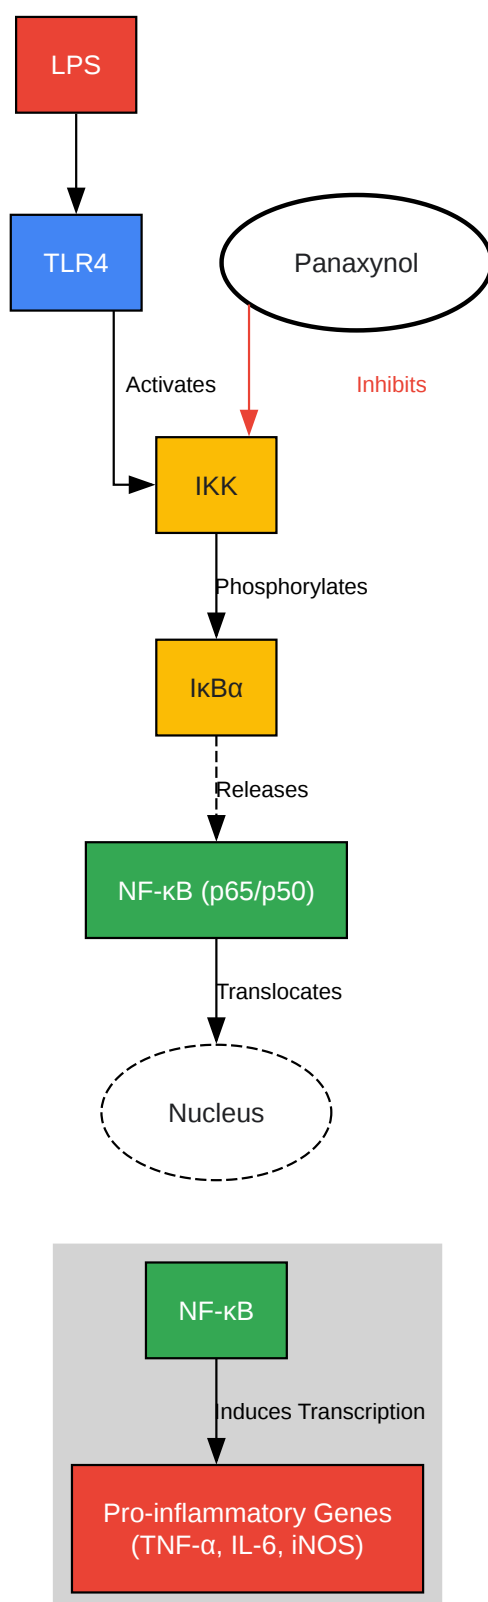 LPS
TLR4
Panaxynol
Activates
Inhibits
IKK
Phosphorylates
IκBα
Releases
NF-κB (p65/p50)
Translocates
Nucleus
NF-κB
Induces Transcription
Pro-inflammatory Genes
(TNF-α, IL-6, iNOS)